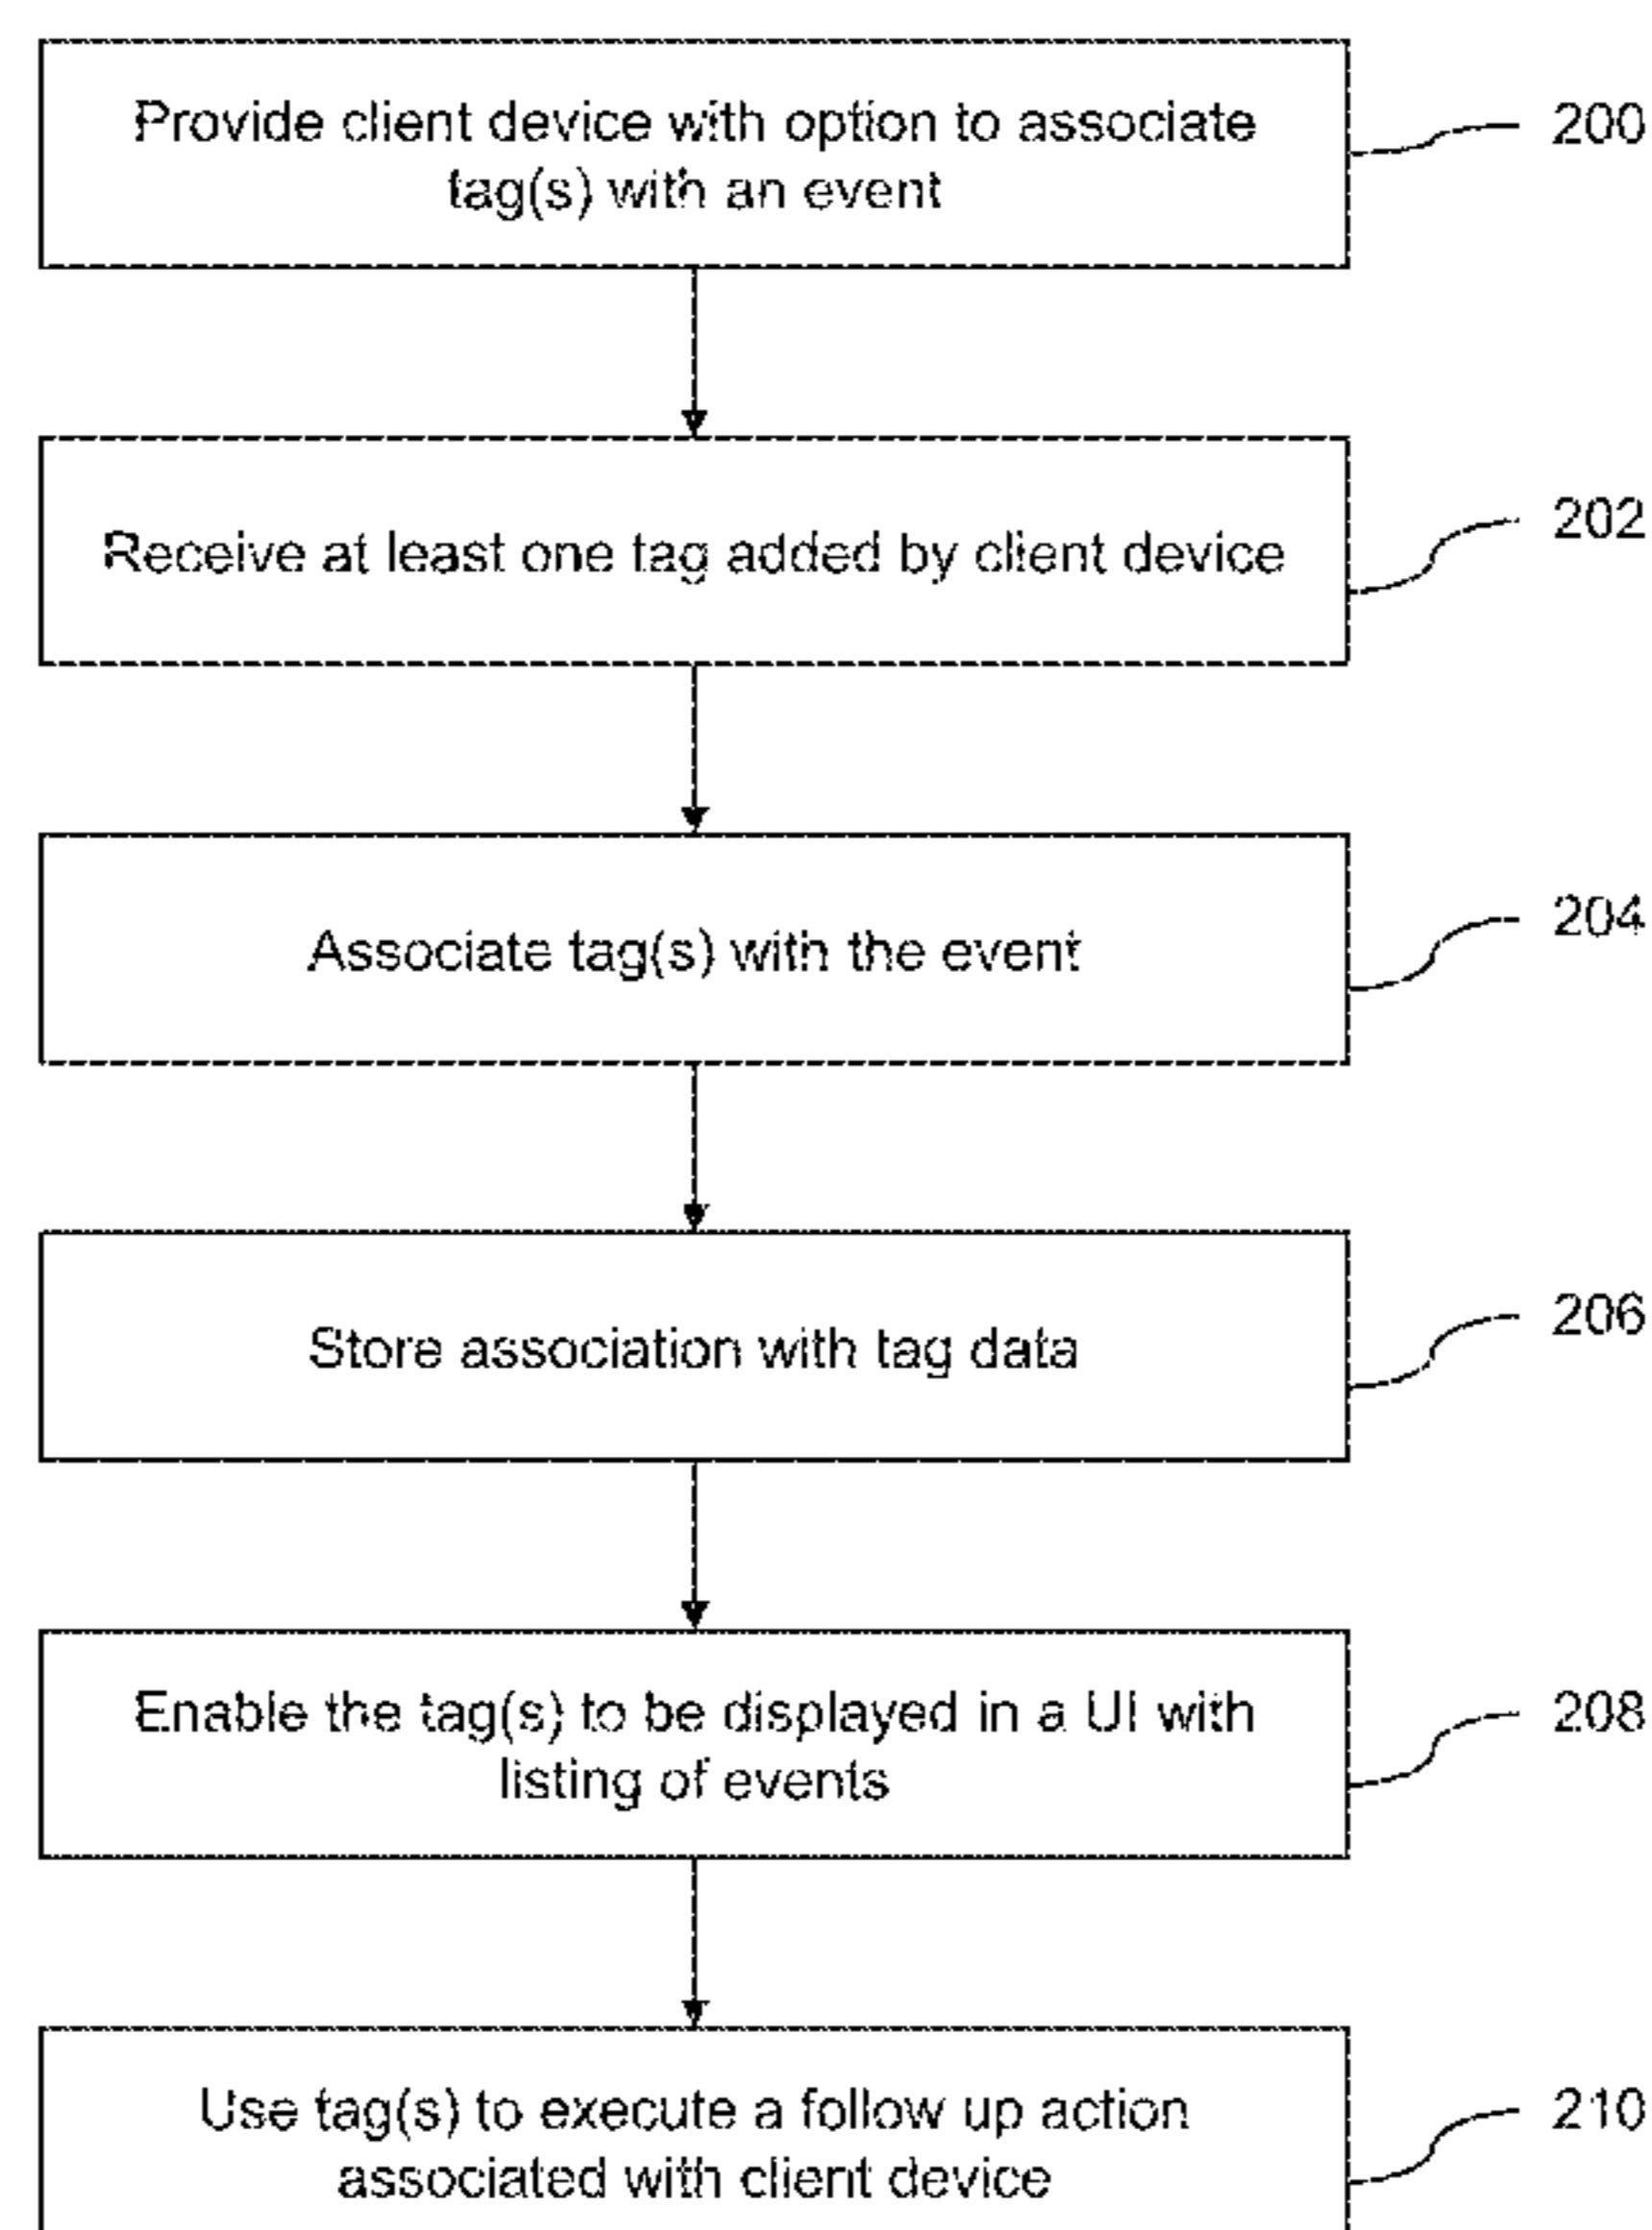 Provide client device with option to associate
tag(s) with an event
200
Receive at least one tag added by client device
202
Associate tag(s) with the event
204
Store association with tag data
206
Enable the tag(s) to be displayed in a UI with
listing of events
208
Use tag(s) to execute a follow up action
associated with client device
210